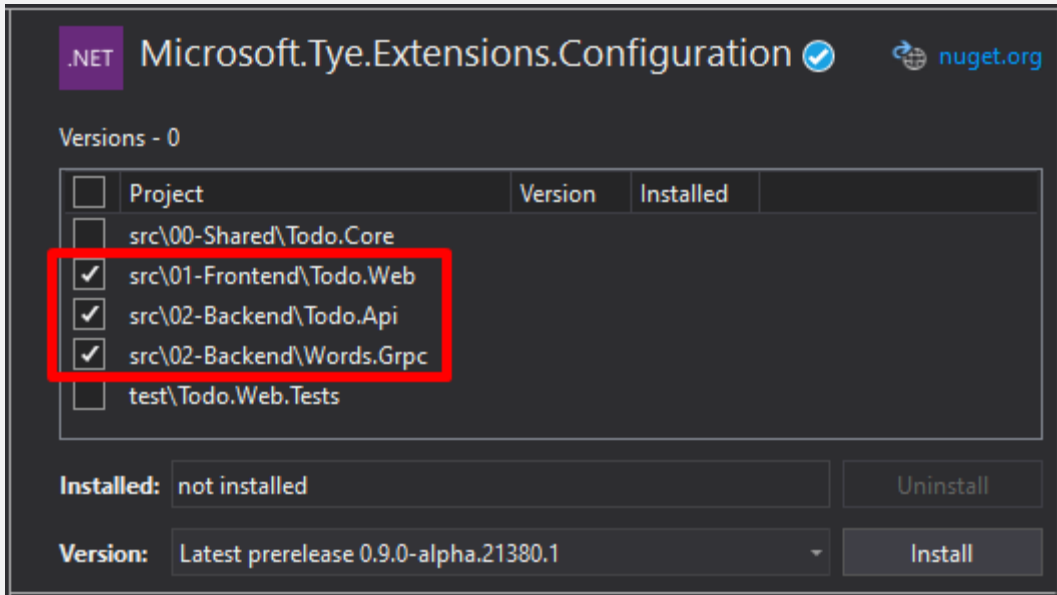 .NET Microsoft.Tye.Extensions.Configuration nuget.org
Versions - 0
Project Version Installed
src\00-Shared\Todo.Core
src\01-Frontend\Todo.Web
src\02-Backend\Todo.Api
src\02-Backend\Words.Grpc
test\Todo.Web.Tests
Installed: not installed Uninstall
Version: Latest prerelease 0.9.0-alpha.21380.1 Install